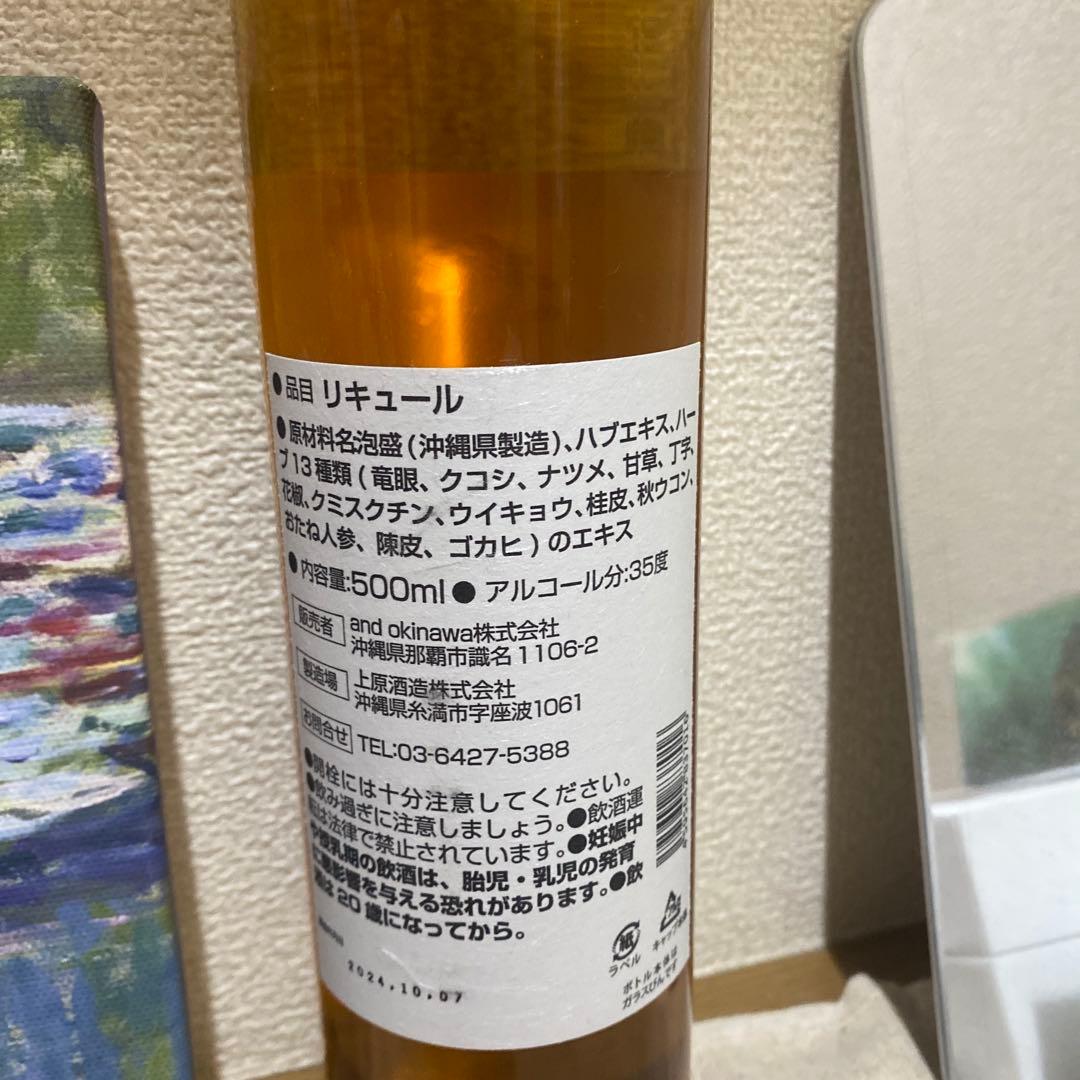 ●品目 リキュール
●原材料名泡盛(沖縄県製造)、ハブエキス、ハー
ブ13種類(竜眼、クコシ、ナツメ、甘草、丁字、
花椒、クミスクチン、ウイキョウ、桂皮、秋ウコン、
おたね人参、陳皮、ゴカヒ)のエキス
●内容量:500ml ● アルコール分:35度
販売者 and okinawa株式会社
沖縄県那覇市識名1106-2
製造場 上原酒造株式会社
沖縄県糸満市字座波1061
お問合せ TEL:03-6427-5388
●開栓には十分注意してください。
●飲み過ぎに注意しましょう。●飲酒運
転は法律で禁止されています。●妊娠中
や授乳期の飲酒は、胎児・乳児の発育
に悪影響を与える恐れがあります。●飲
酒は20歳になってから。
2024.10.07
紙
ラベル
ボトル本体は
ガラスびんです